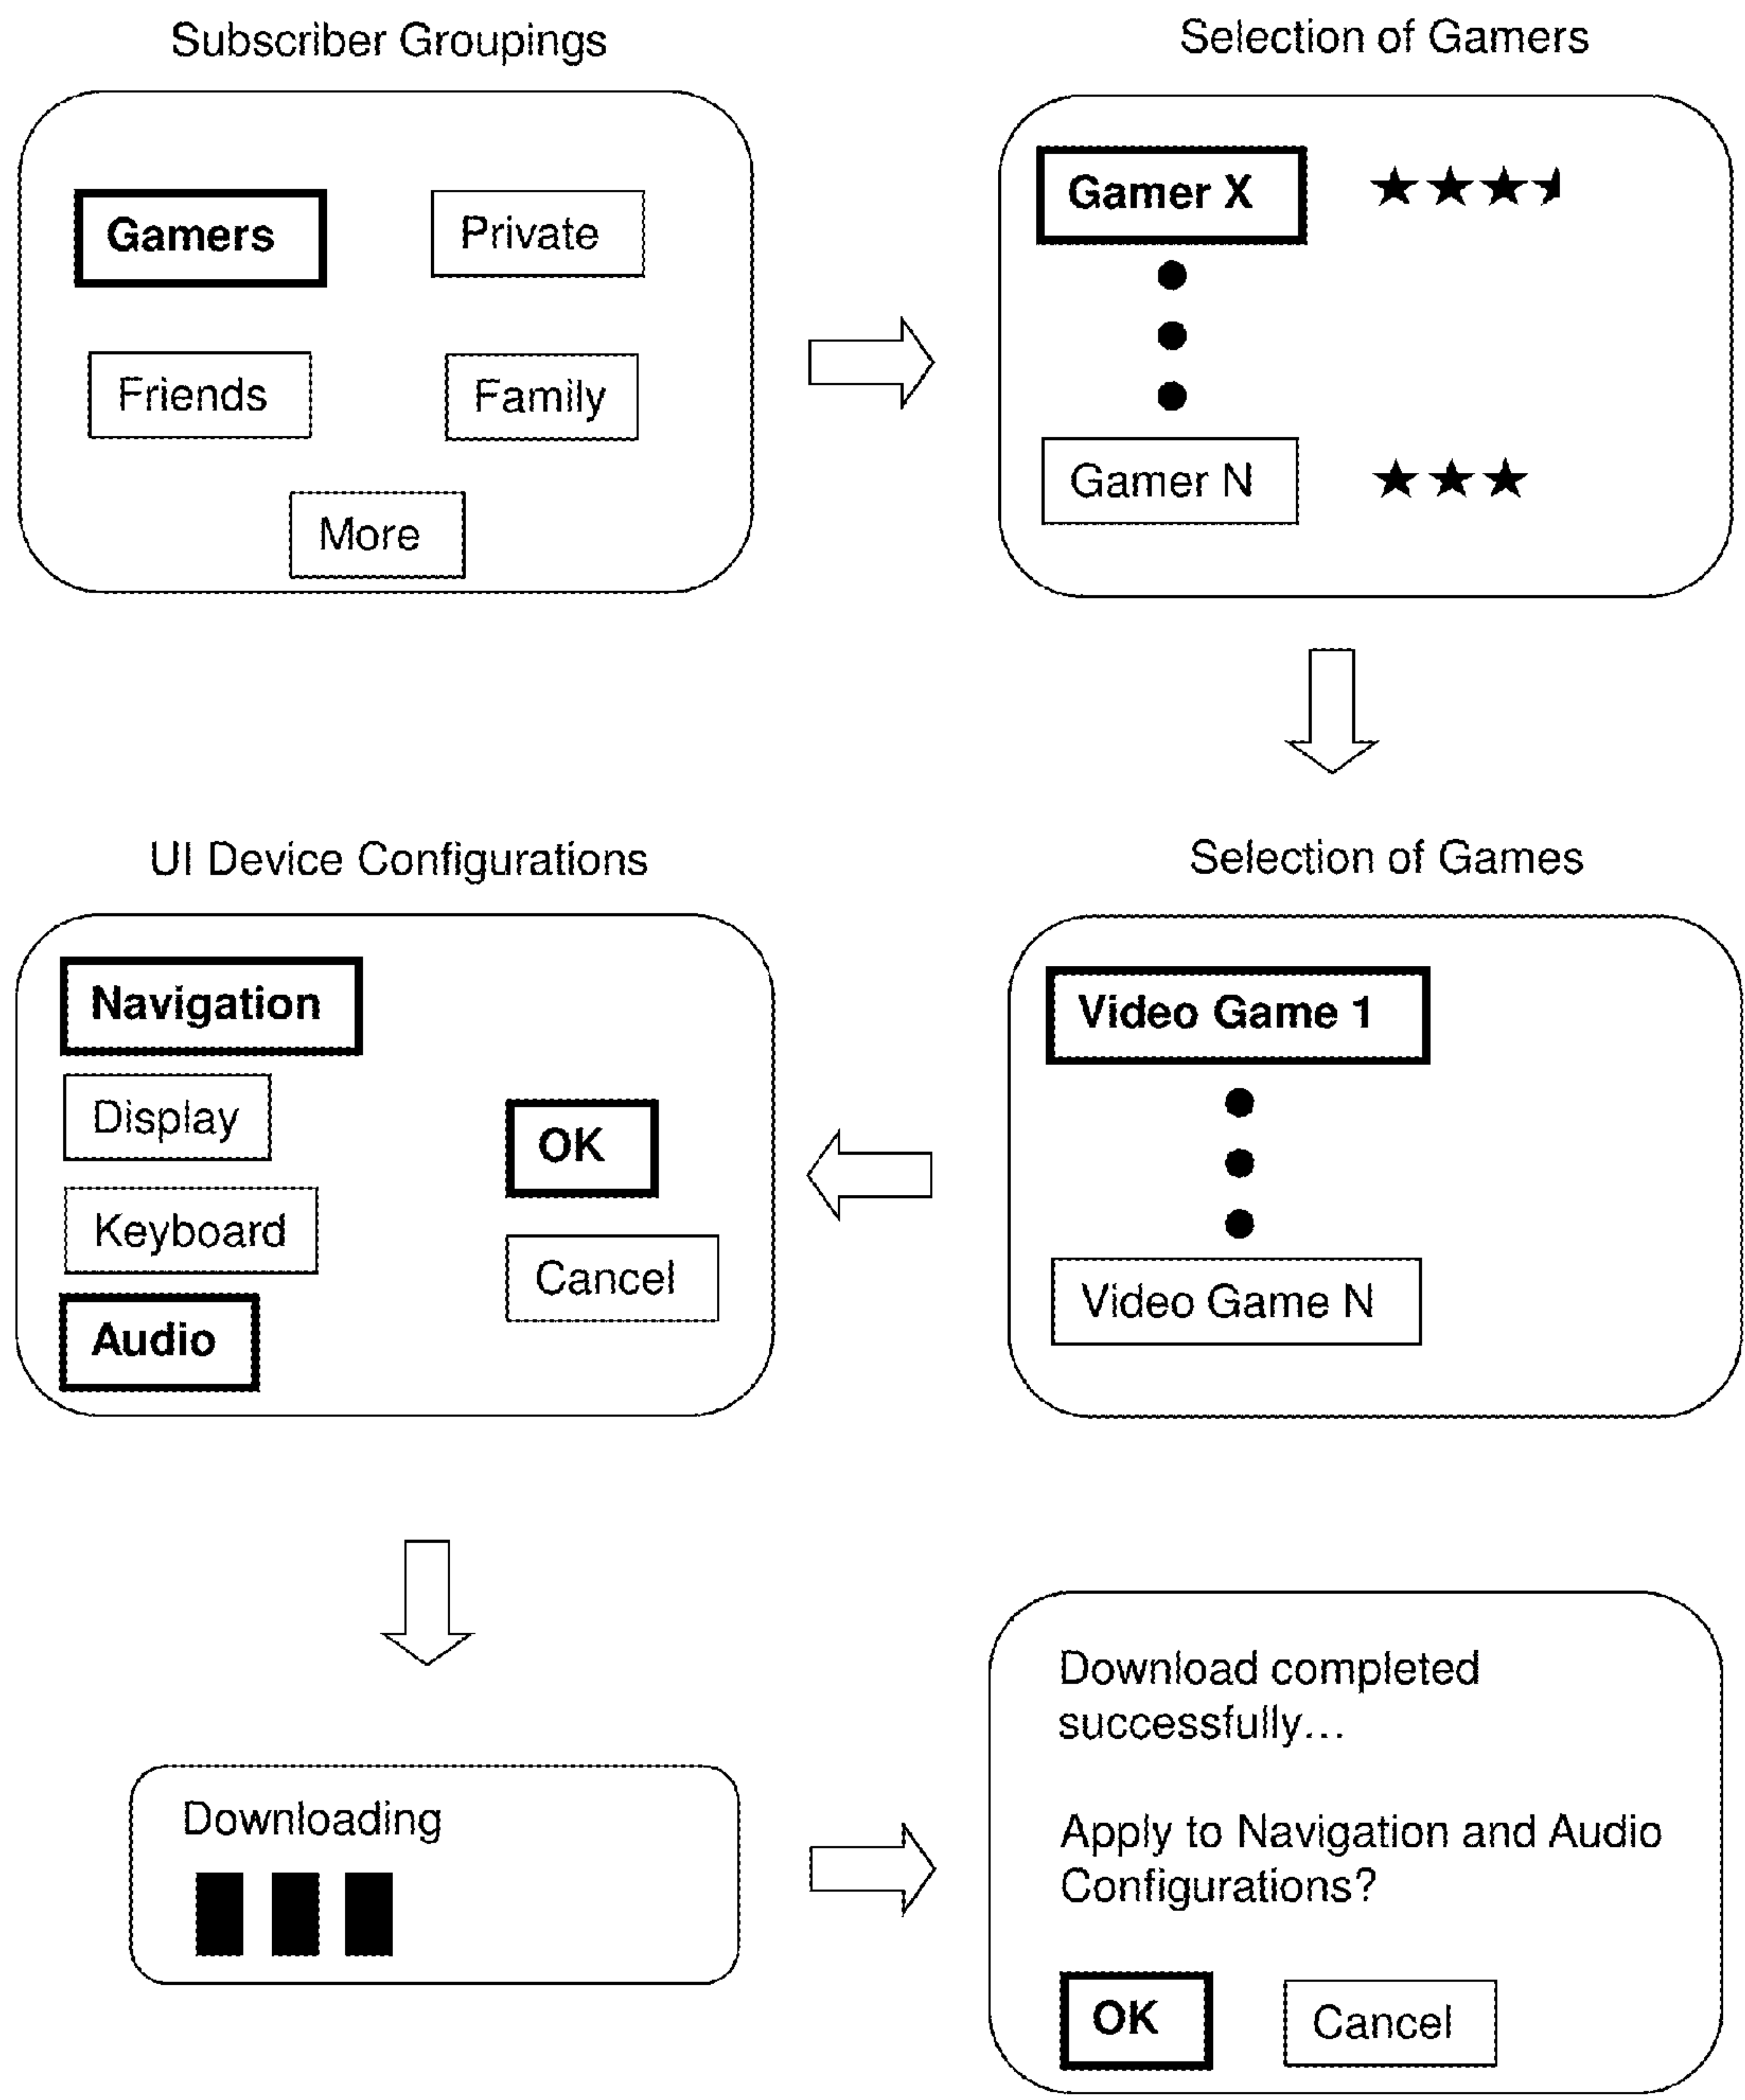 Subscriber Groupings
Gamers
Private
Friends
Family
More
Selection of Gamers
Gamer X
Gamer N
Selection of Games
Video Game 1
Video Game N
UI Device Configurations
Navigation
Display
Keyboard
Audio
OK
Cancel
Downloading
Download completed
successfully...
Apply to Navigation and Audio
Configurations?
OK
Cancel